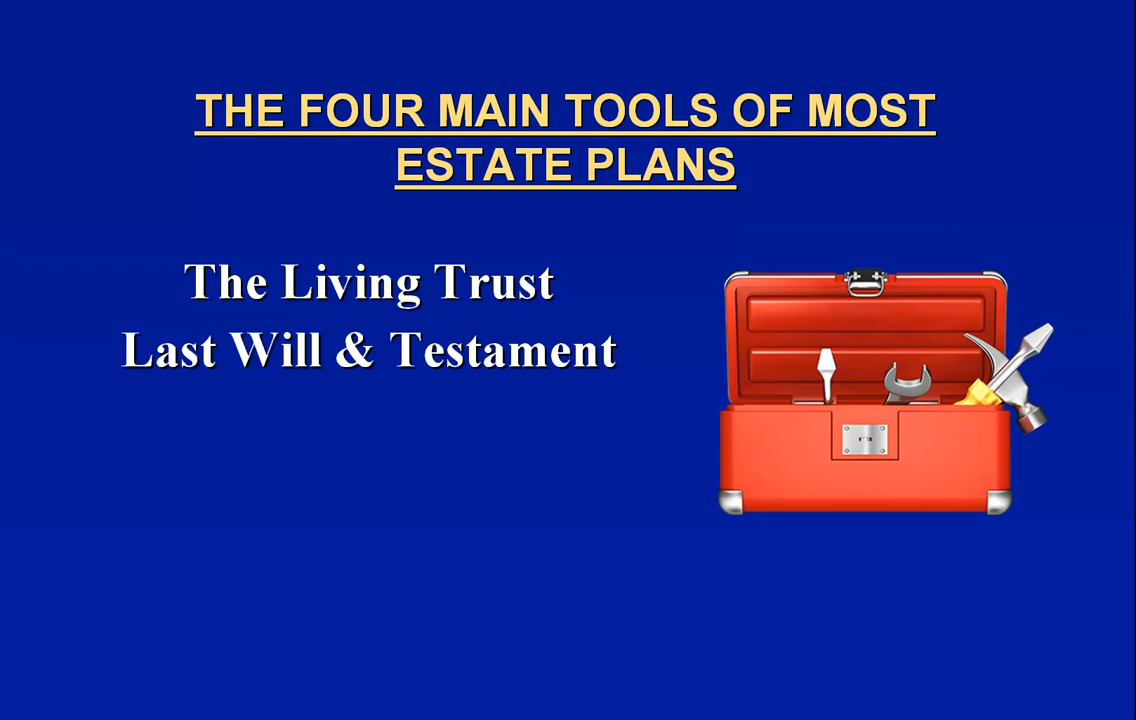 THE FOUR MAIN TOOLS OF MOST
ESTATE PLANS
The Living Trust
Last Will & Testament